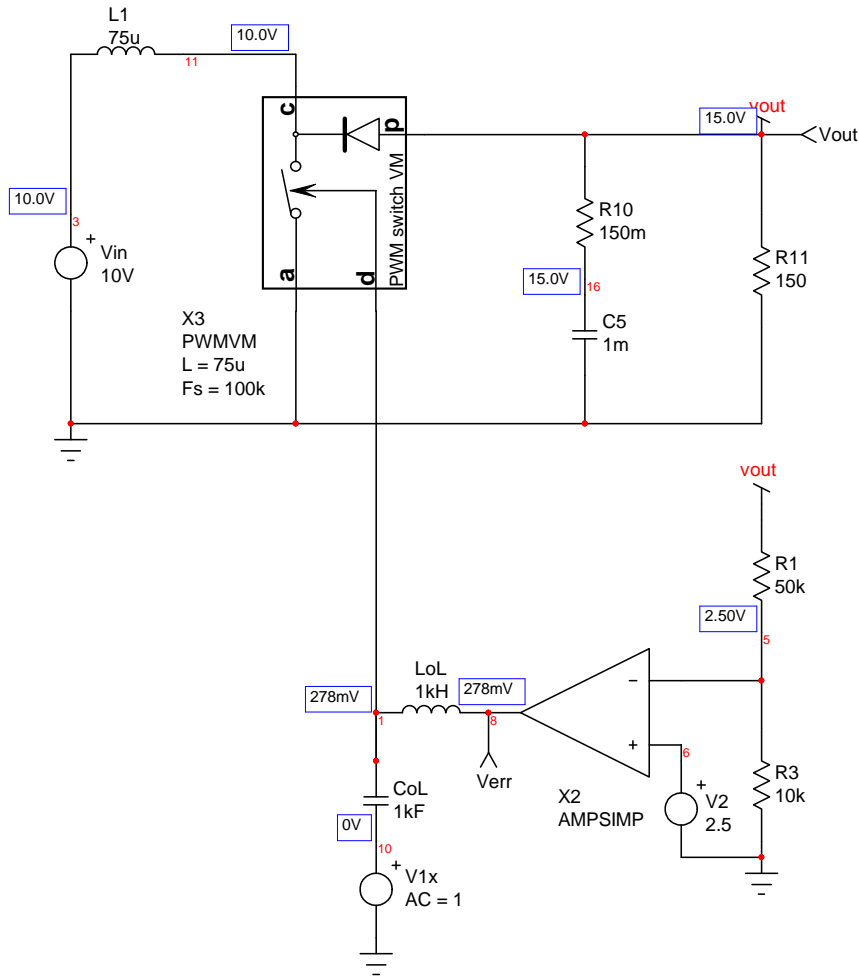 L1
75u
10.0V
11
c
p
PWM switch VM
a
d
15.0V
vout
Vout
10.0V
3
+
Vin
10V
R10
150m
15.0V
16
C5
1m
R11
150
X3
PWMVM
L = 75u
Fs = 100k
vout
R1
50k
2.50V
5
278mV
1
LoL
1kH
278mV
8
Verr
−
+
6
X2
AMPSIMP
+
V2
2.5
R3
10k
CoL
1kF
0V
10
+
V1x
AC = 1